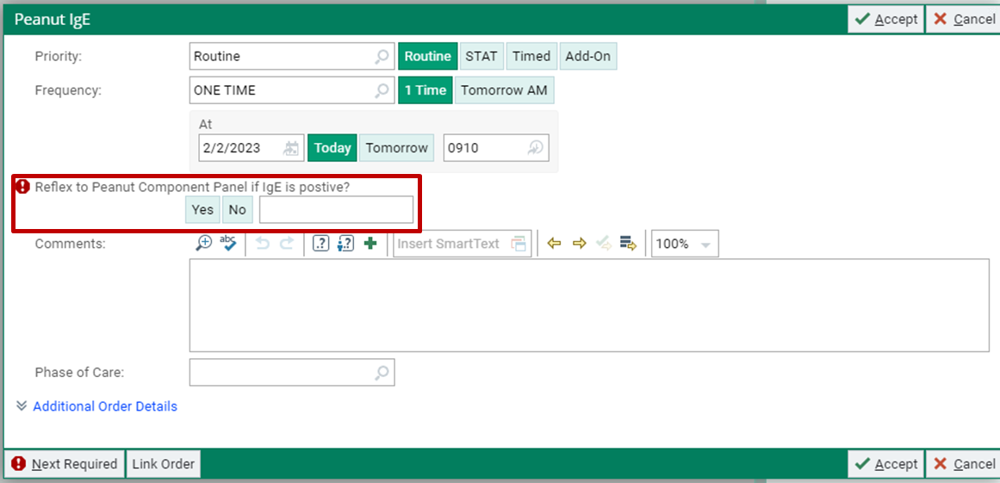 Peanut IgE Accept Cancel
Priority: Routine Routine STAT Timed Add-On
Frequency: ONE TIME 1 Time Tomorrow AM
At
2/2/2023 Today Tomorrow 0910
Reflex to Peanut Component Panel if IgE is postive?
Yes No
Comments: abc .? .? Insert SmartText 100%
Phase of Care:
Additional Order Details
Next Required Link Order Accept Cancel